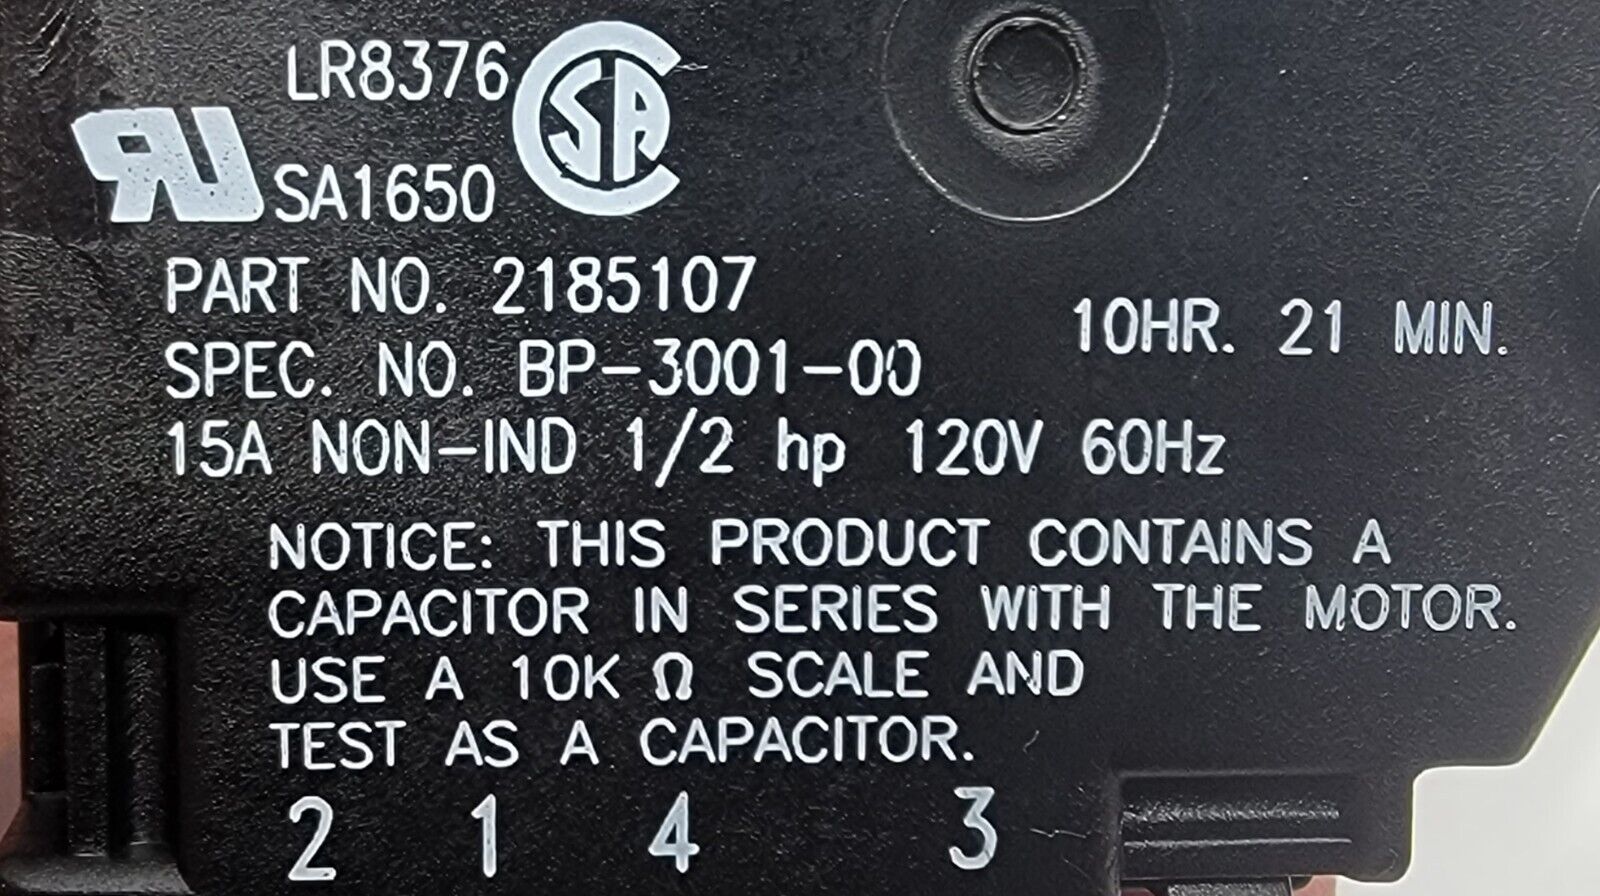 LR8376
SA
RU
SA1650
PART NO. 2185107
10HR. 21 MIN.
SPEC. NO. BP-3001-00
15A NON-IND 1/2 hp 120V 60Hz
NOTICE: THIS PRODUCT CONTAINS A
CAPACITOR IN SERIES WITH THE MOTOR.
USE A 10K Ω SCALE AND
TEST AS A CAPACITOR.
2 1 4 3